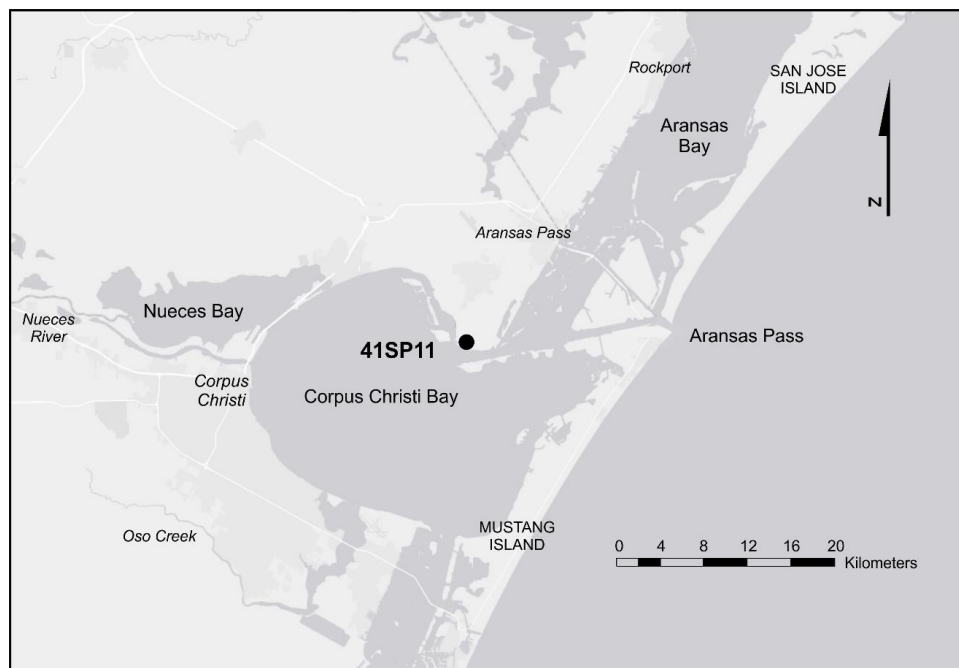 Rockport
SAN JOSE
ISLAND
Aransas
Bay
Aransas Pass
N
Nueces Bay
Nueces
River
41SP11
Aransas Pass
Corpus
Christi
Corpus Christi Bay
Oso Creek
MUSTANG
ISLAND
0 4 8 12 16 20
Kilometers